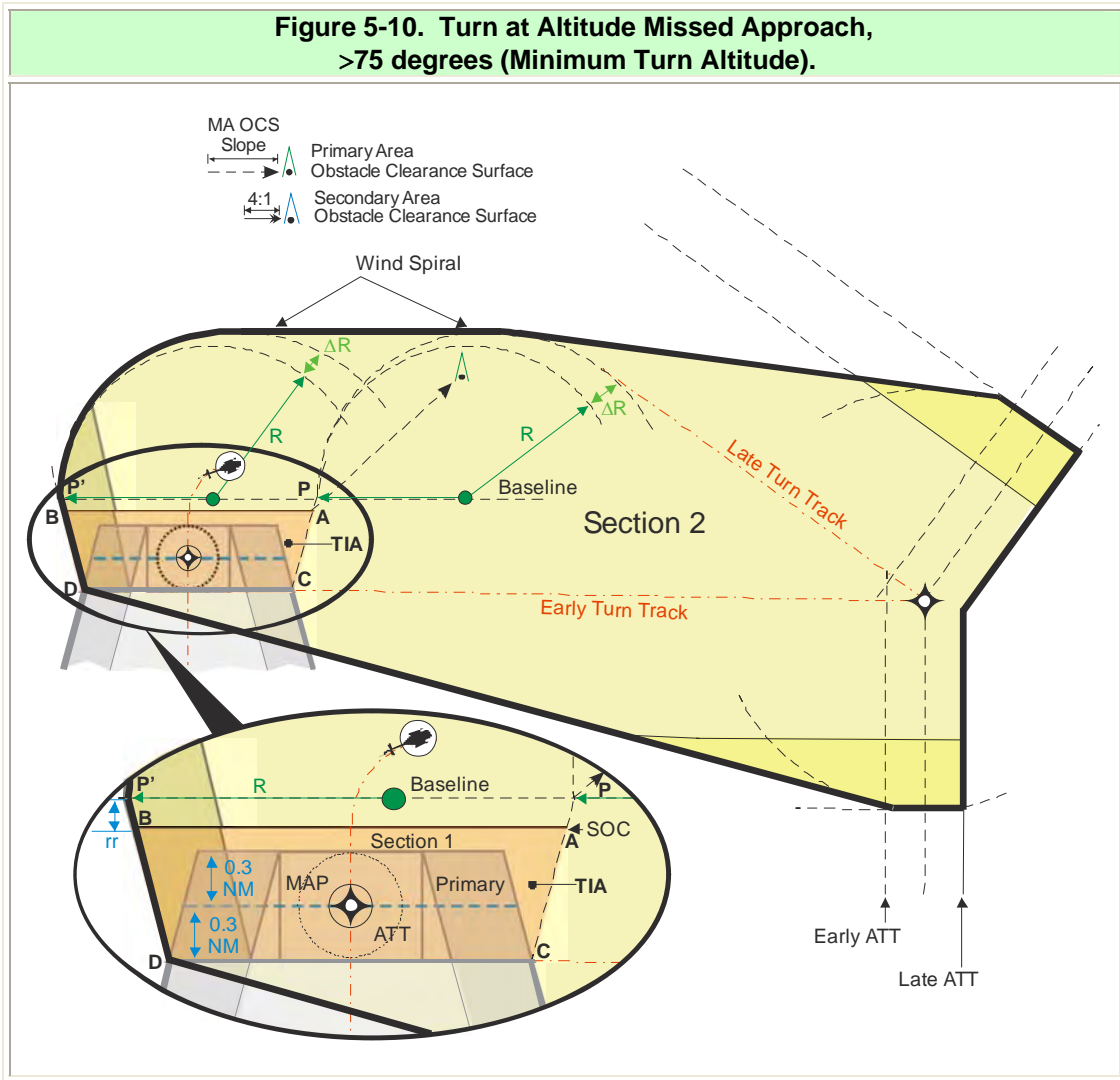 Figure 5-10. Turn at Altitude Missed Approach,
>75 degrees (Minimum Turn Altitude).
MA OCS
Slope
Primary Area
Obstacle Clearance Surface
4:1
Secondary Area
Obstacle Clearance Surface
Wind Spiral
ΔR
ΔR
R
R
Late Turn Track
P'
P
Baseline
B
A
Section 2
TIA
D
C
Early Turn Track
P'
R
Baseline
P
B
SOC
rr
Section 1
A
0.3
NM
MAP
Primary
TIA
0.3
NM
ATT
D
C
Early ATT
Late ATT